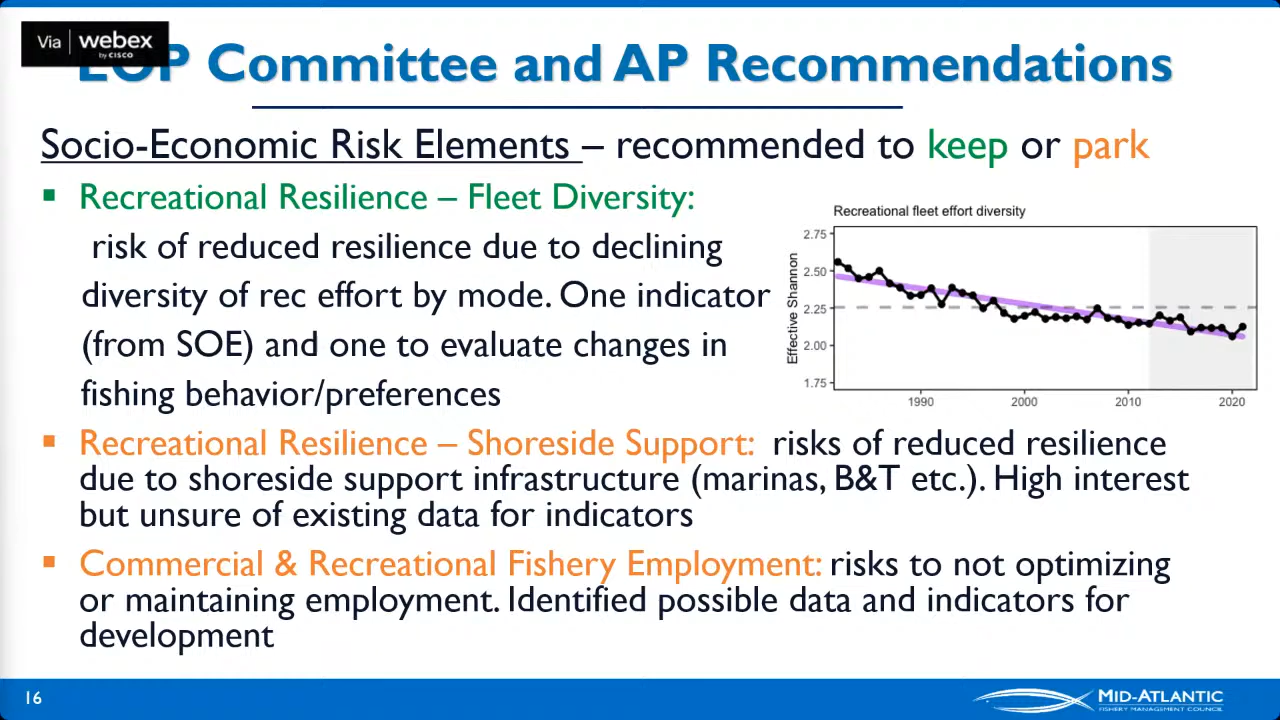 Via webex
by CISCO
EOP Committee and AP Recommendations
Socio-Economic Risk Elements – recommended to keep or park
▪ Recreational Resilience – Fleet Diversity:
risk of reduced resilience due to declining
diversity of rec effort by mode. One indicator
(from SOE) and one to evaluate changes in
fishing behavior/preferences
Recreational fleet effort diversity
Effective Shannon
2.75
2.50
2.25
2.00
1.75
1990 2000 2010 2020
▪ Recreational Resilience – Shoreside Support: risks of reduced resilience
due to shoreside support infrastructure (marinas, B&T etc.). High interest
but unsure of existing data for indicators
▪ Commercial & Recreational Fishery Employment: risks to not optimizing
or maintaining employment. Identified possible data and indicators for
development
16
MID-ATLANTIC
FISHERY MANAGEMENT COUNCIL